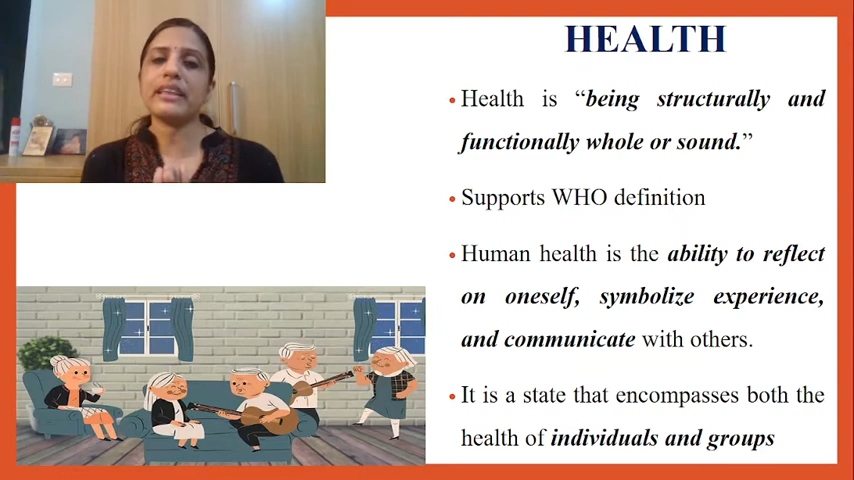 HEALTH
• Health is “being structurally and
functionally whole or sound.”
• Supports WHO definition
• Human health is the ability to reflect
on oneself, symbolize experience,
and communicate with others.
• It is a state that encompasses both the
health of individuals and groups